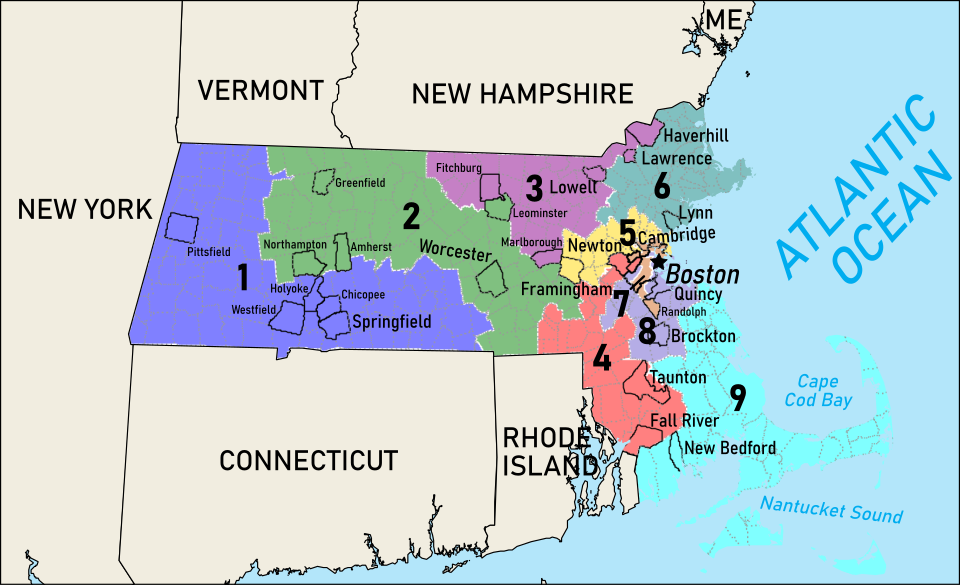 ME
VERMONT
NEW HAMPSHIRE
ATLANTIC
OCEAN
Haverhill
Lawrence
Fitchburg
3
Lowell
6
Greenfield
NEW YORK
2
Leominster
Lynn
5
Cambridge
Pittsfield
Northampton
Amherst
Worcester
Marlborough
Newton
Boston
1
Holyoke
Chicopee
Framingham
Quincy
Westfield
7
Randolph
Springfield
8
Brockton
4
Taunton
9
Cape
Cod Bay
Fall River
RHODE
ISLAND
New Bedford
CONNECTICUT
Nantucket Sound